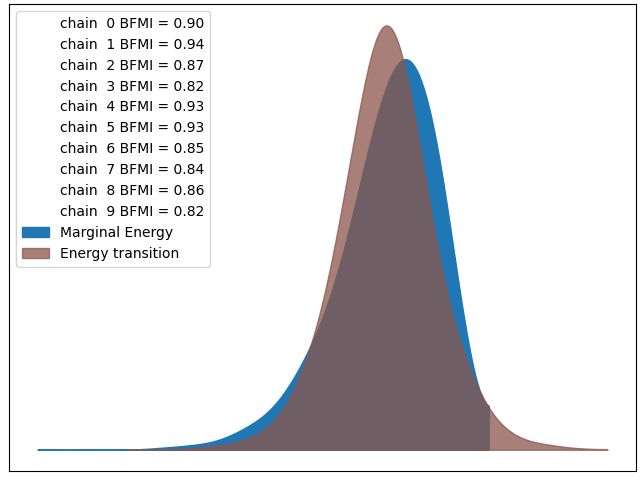 chain  0 BFMI = 0.90
chain  1 BFMI = 0.94
chain  2 BFMI = 0.87
chain  3 BFMI = 0.82
chain  4 BFMI = 0.93
chain  5 BFMI = 0.93
chain  6 BFMI = 0.85
chain  7 BFMI = 0.84
chain  8 BFMI = 0.86
chain  9 BFMI = 0.82
Marginal Energy
Energy transition